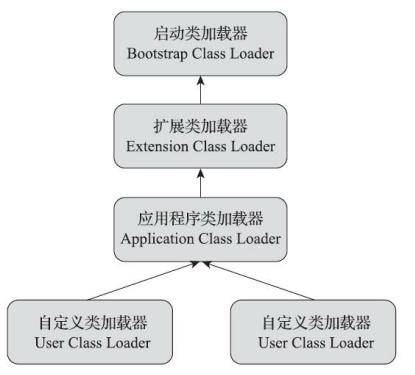 启动类加载器
Bootstrap Class Loader
扩展类加载器
Extension Class Loader
应用程序类加载器
Application Class Loader
自定义类加载器
User Class Loader
自定义类加载器
User Class Loader